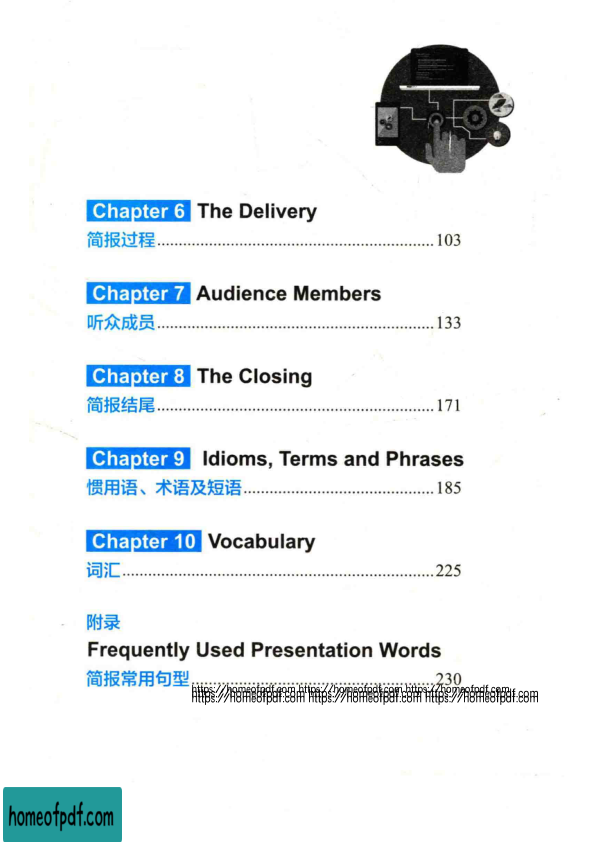 Chapter 6 The Delivery
简报过程................................................................103
Chapter 7 Audience Members
听众成员................................................................133
Chapter 8 The Closing
简报结尾................................................................171
Chapter 9 Idioms, Terms and Phrases
惯用语、术语及短语............................................185
Chapter 10 Vocabulary
词汇........................................................................225
附录
Frequently Used Presentation Words
简报常用句型........................................................230
https://homeofpdf.com https://homeofpdf.com https://homeofpdf.com
https://homeofpdf.com https://homeofpdf.com https://homeofpdf.com
homeofpdf.com